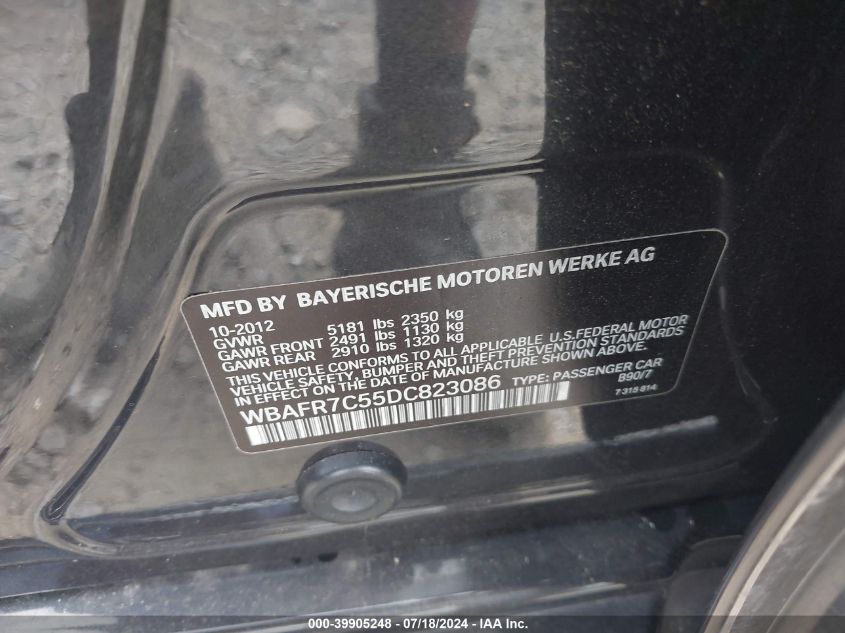 MFD BY BAYERISCHE MOTOREN WERKE AG
10-2012
GVWR 5181 lbs 2350 kg
GAWR FRONT 2491 lbs 1130 kg
GAWR REAR 2910 lbs 1320 kg
THIS VEHICLE CONFORMS TO ALL APPLICABLE U.S.FEDERAL MOTOR
VEHICLE SAFETY, BUMPER AND THEFT PREVENTION STANDARDS
IN EFFECT ON THE DATE OF MANUFACTURE SHOWN ABOVE.
WBAFR7C55DC823086 TYPE: PASSENGER CAR
B90/7
7 315 814
000-39905248 - 07/18/2024 - IAA Inc.